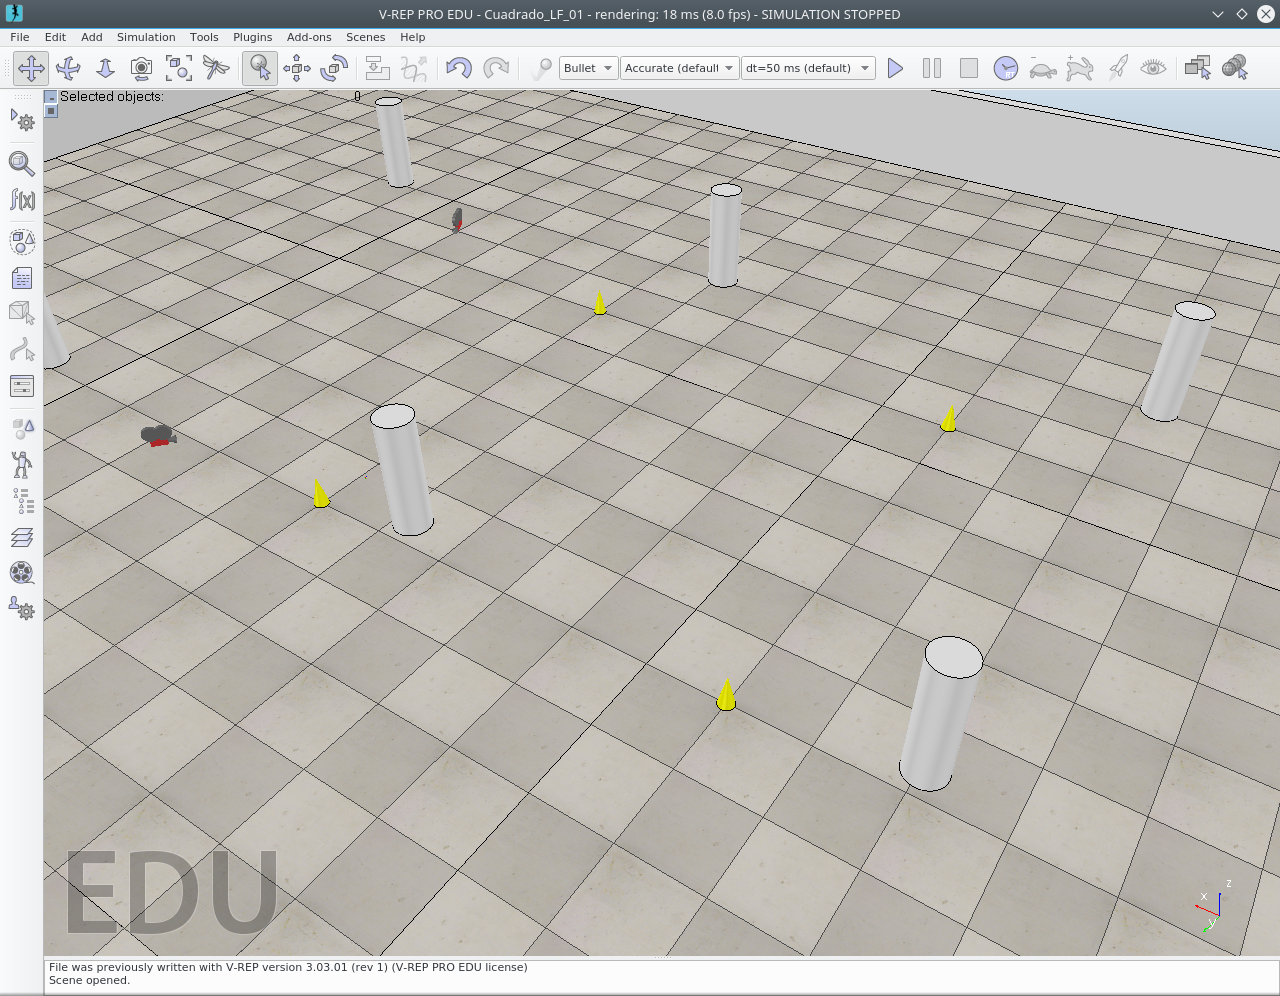 V-REP PRO EDU - Cuadrado_LF_01 - rendering: 18 ms (8.0 fps) - SIMULATION STOPPED
File Edit Add Simulation Tools Plugins Add-ons Scenes Help
Bullet Accurate (default dt=50 ms (default)
Selected objects: 0
f(x)
EDU
z
x
y
File was previously written with V-REP version 3.03.01 (rev 1) (V-REP PRO EDU license)
Scene opened.